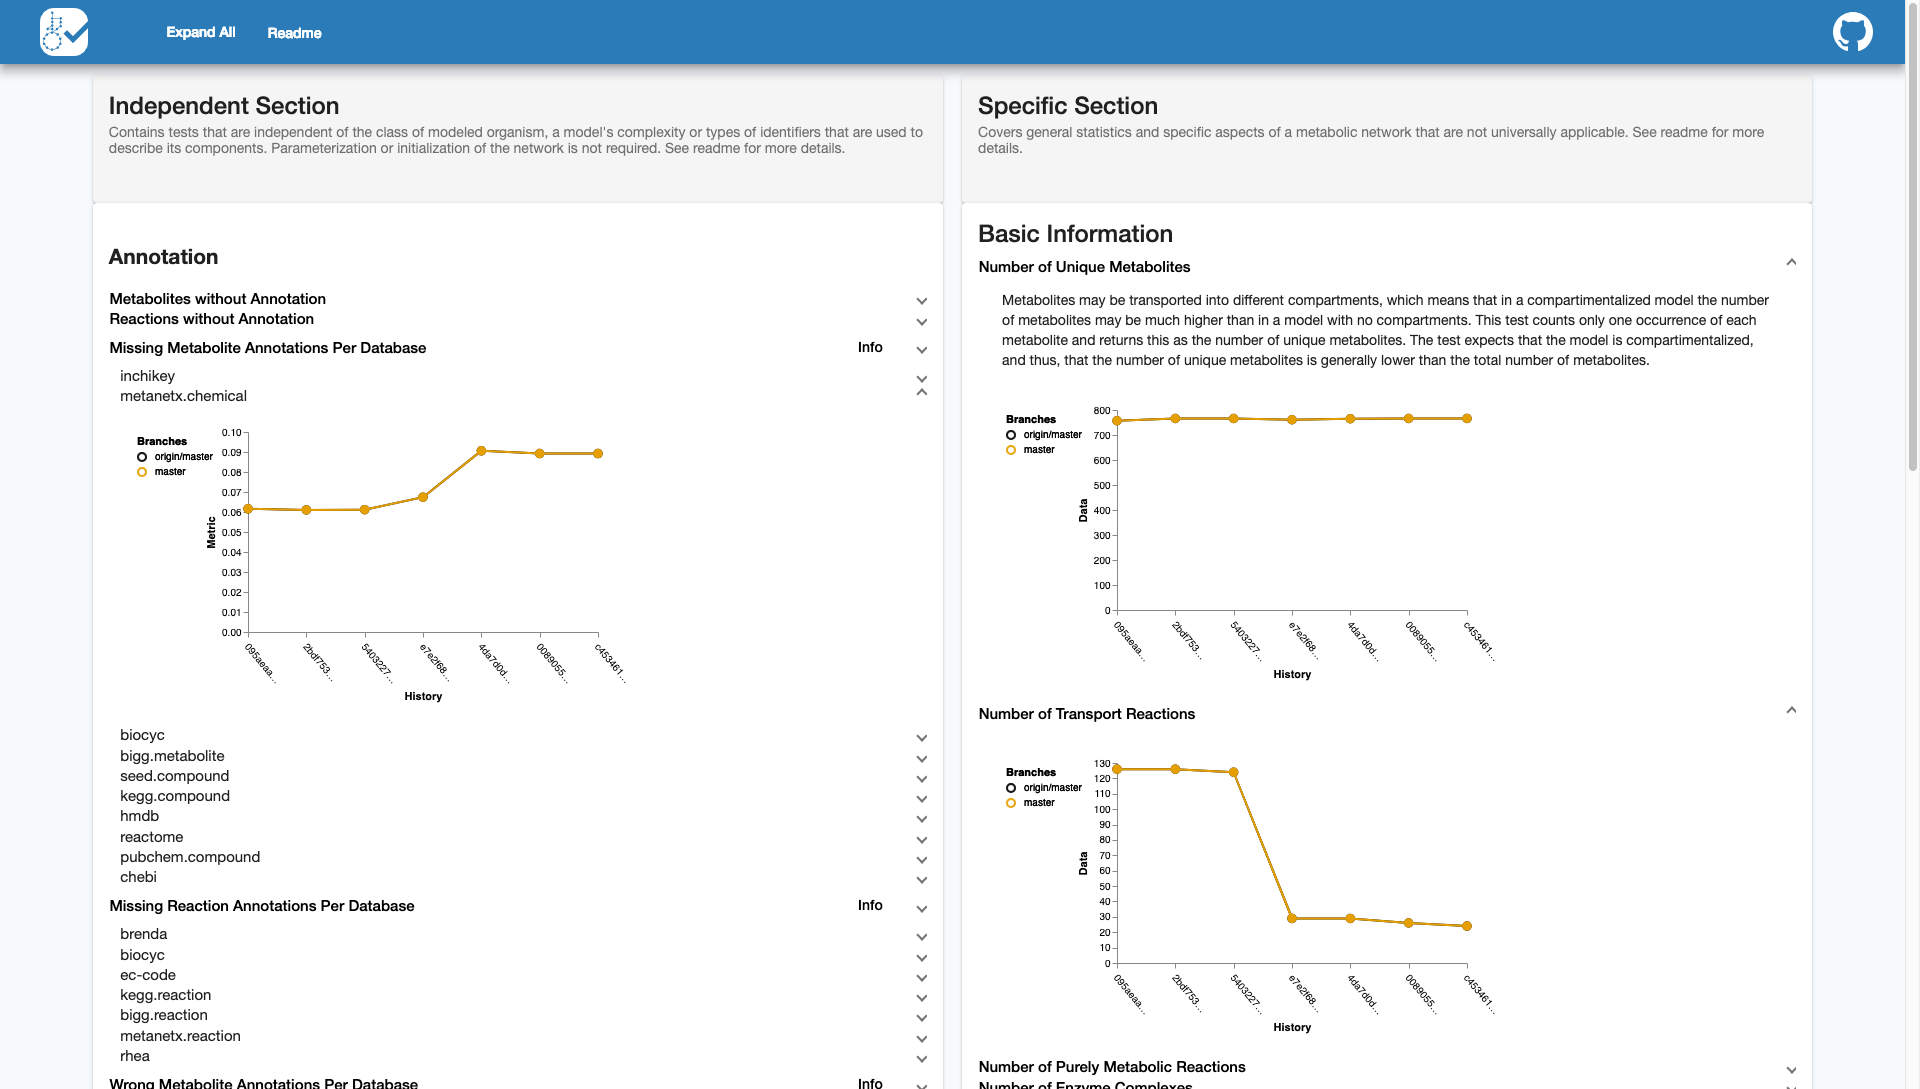 Expand All
Readme
Independent Section
Contains tests that are independent of the class of modeled organism, a model's complexity or types of identifiers that are used to
describe its components. Parameterization or initialization of the network is not required. See readme for more details.
Annotation
Metabolites without Annotation
Reactions without Annotation
Missing Metabolite Annotations Per Database
Info
inchikey
metanetx.chemical
Branches
origin/master
master
0.10
0.09
0.08
0.07
0.06
0.05
0.04
0.03
0.02
0.01
0.00
Metric
095aeaa...
2bdf753...
5403227...
e7e2f68...
4da7d0d...
0089055...
c453461...
History
biocyc
bigg.metabolite
seed.compound
kegg.compound
hmdb
reactome
pubchem.compound
chebi
Missing Reaction Annotations Per Database
Info
brenda
biocyc
ec-code
kegg.reaction
bigg.reaction
metanetx.reaction
rhea
Wrong Metabolite Annotations Per Database
Info
Specific Section
Covers general statistics and specific aspects of a metabolic network that are not universally applicable. See readme for more
details.
Basic Information
Number of Unique Metabolites
Metabolites may be transported into different compartments, which means that in a compartimentalized model the number
of metabolites may be much higher than in a model with no compartments. This test counts only one occurrence of each
metabolite and returns this as the number of unique metabolites. The test expects that the model is compartimentalized,
and thus, that the number of unique metabolites is generally lower than the total number of metabolites.
Branches
origin/master
master
800
700
600
500
400
300
200
100
0
Data
095aeaa...
2bdf753...
5403227...
e7e2f68...
4da7d0d...
0089055...
c453461...
History
Number of Transport Reactions
Branches
origin/master
master
130
120
110
100
90
80
70
60
50
40
30
20
10
0
Data
095aeaa...
2bdf753...
5403227...
e7e2f68...
4da7d0d...
0089055...
c453461...
History
Number of Purely Metabolic Reactions
Number of Enzyme Complexes